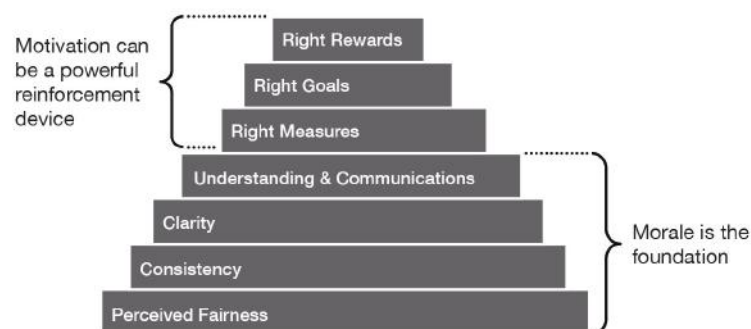 Motivation can
be a powerful
reinforcement
device
Right Rewards
Right Goals
Right Measures
Understanding & Communications
Clarity
Consistency
Perceived Fairness
Morale is the
foundation